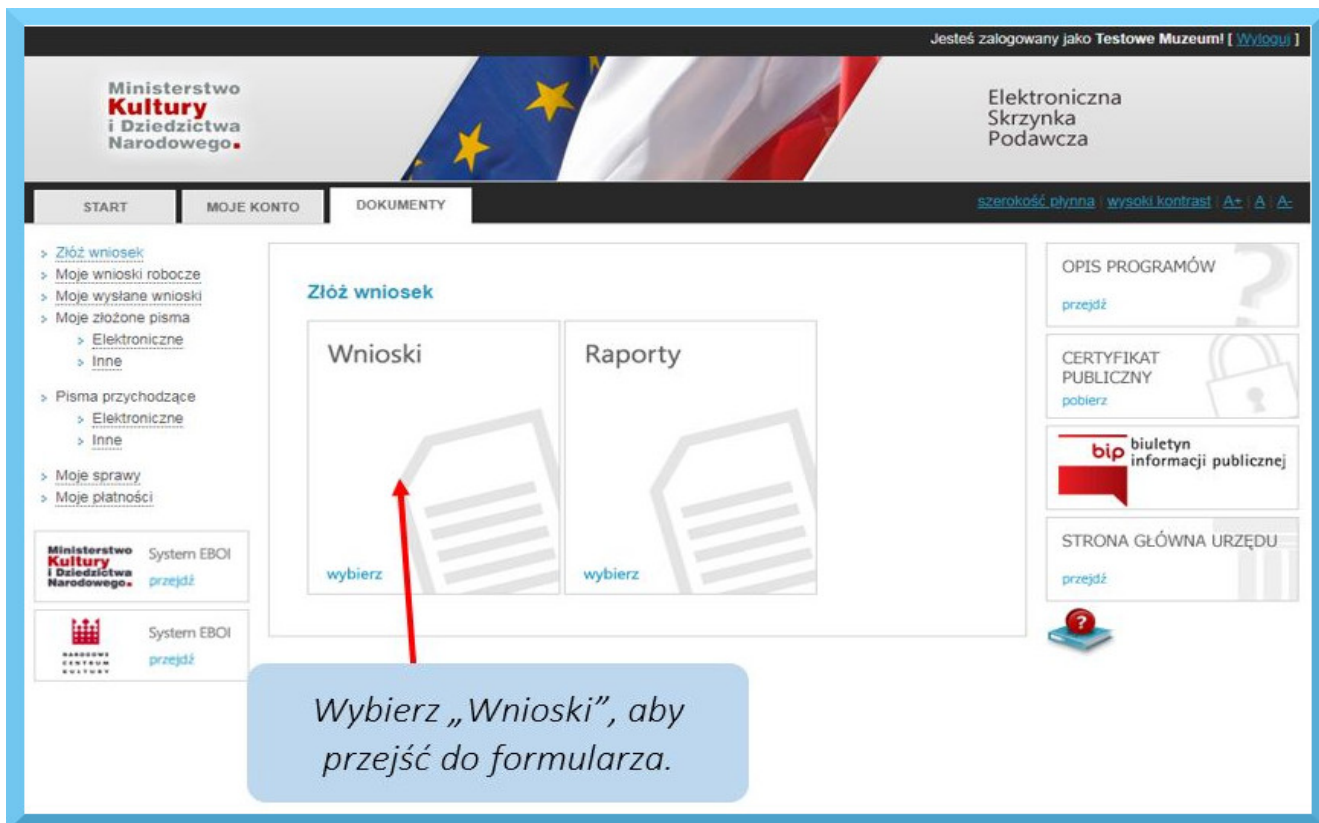 Jesteś zalogowany jako Testowe Muzeum! [ Wyloguj ]
Ministerstwo
Kultury
i Dziedzictwa
Narodowego.
Elektroniczna
Skrzynka
Podawcza
START
MOJE KONTO
DOKUMENTY
szerokość płynna | wysoki kontrast | A+ | A | A-
> Złóż wniosek
> Moje wnioski robocze
> Moje wysłane wnioski
> Moje złożone pisma
> Elektroniczne
> Inne
> Pisma przychodzące
> Elektroniczne
> Inne
> Moje sprawy
> Moje płatności
Ministerstwo
Kultury
i Dziedzictwa
Narodowego.
System EBOI
przejdź
NARODOWE
CENTRUM
KULTURY
System EBOI
przejdź
Złóż wniosek
Wnioski
wybierz
Raporty
wybierz
OPIS PROGRAMÓW
?
przejdź
CERTYFIKAT
PUBLICZNY
pobierz
bip
biuletyn
informacji publicznej
STRONA GŁÓWNA URZĘDU
przejdź
?
Wybierz „Wnioski”, aby
przejść do formularza.